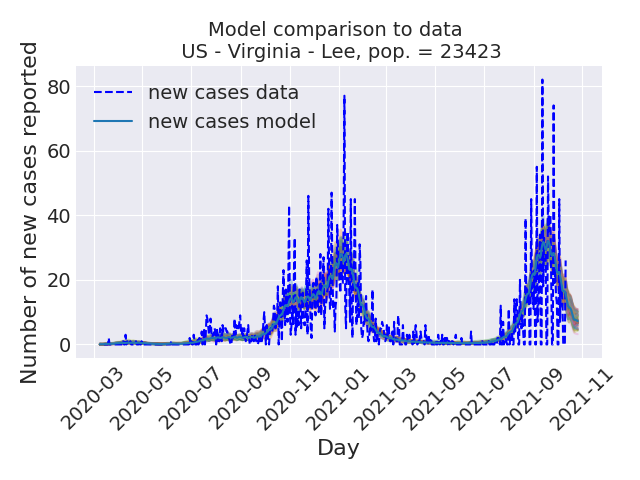 Model comparison to data
US - Virginia - Lee, pop. = 23423
Number of new cases reported
80
60
40
20
0
new cases data
new cases model
2020-03
2020-05
2020-07
2020-09
2020-11
2021-01
2021-03
2021-05
2021-07
2021-09
2021-11
Day